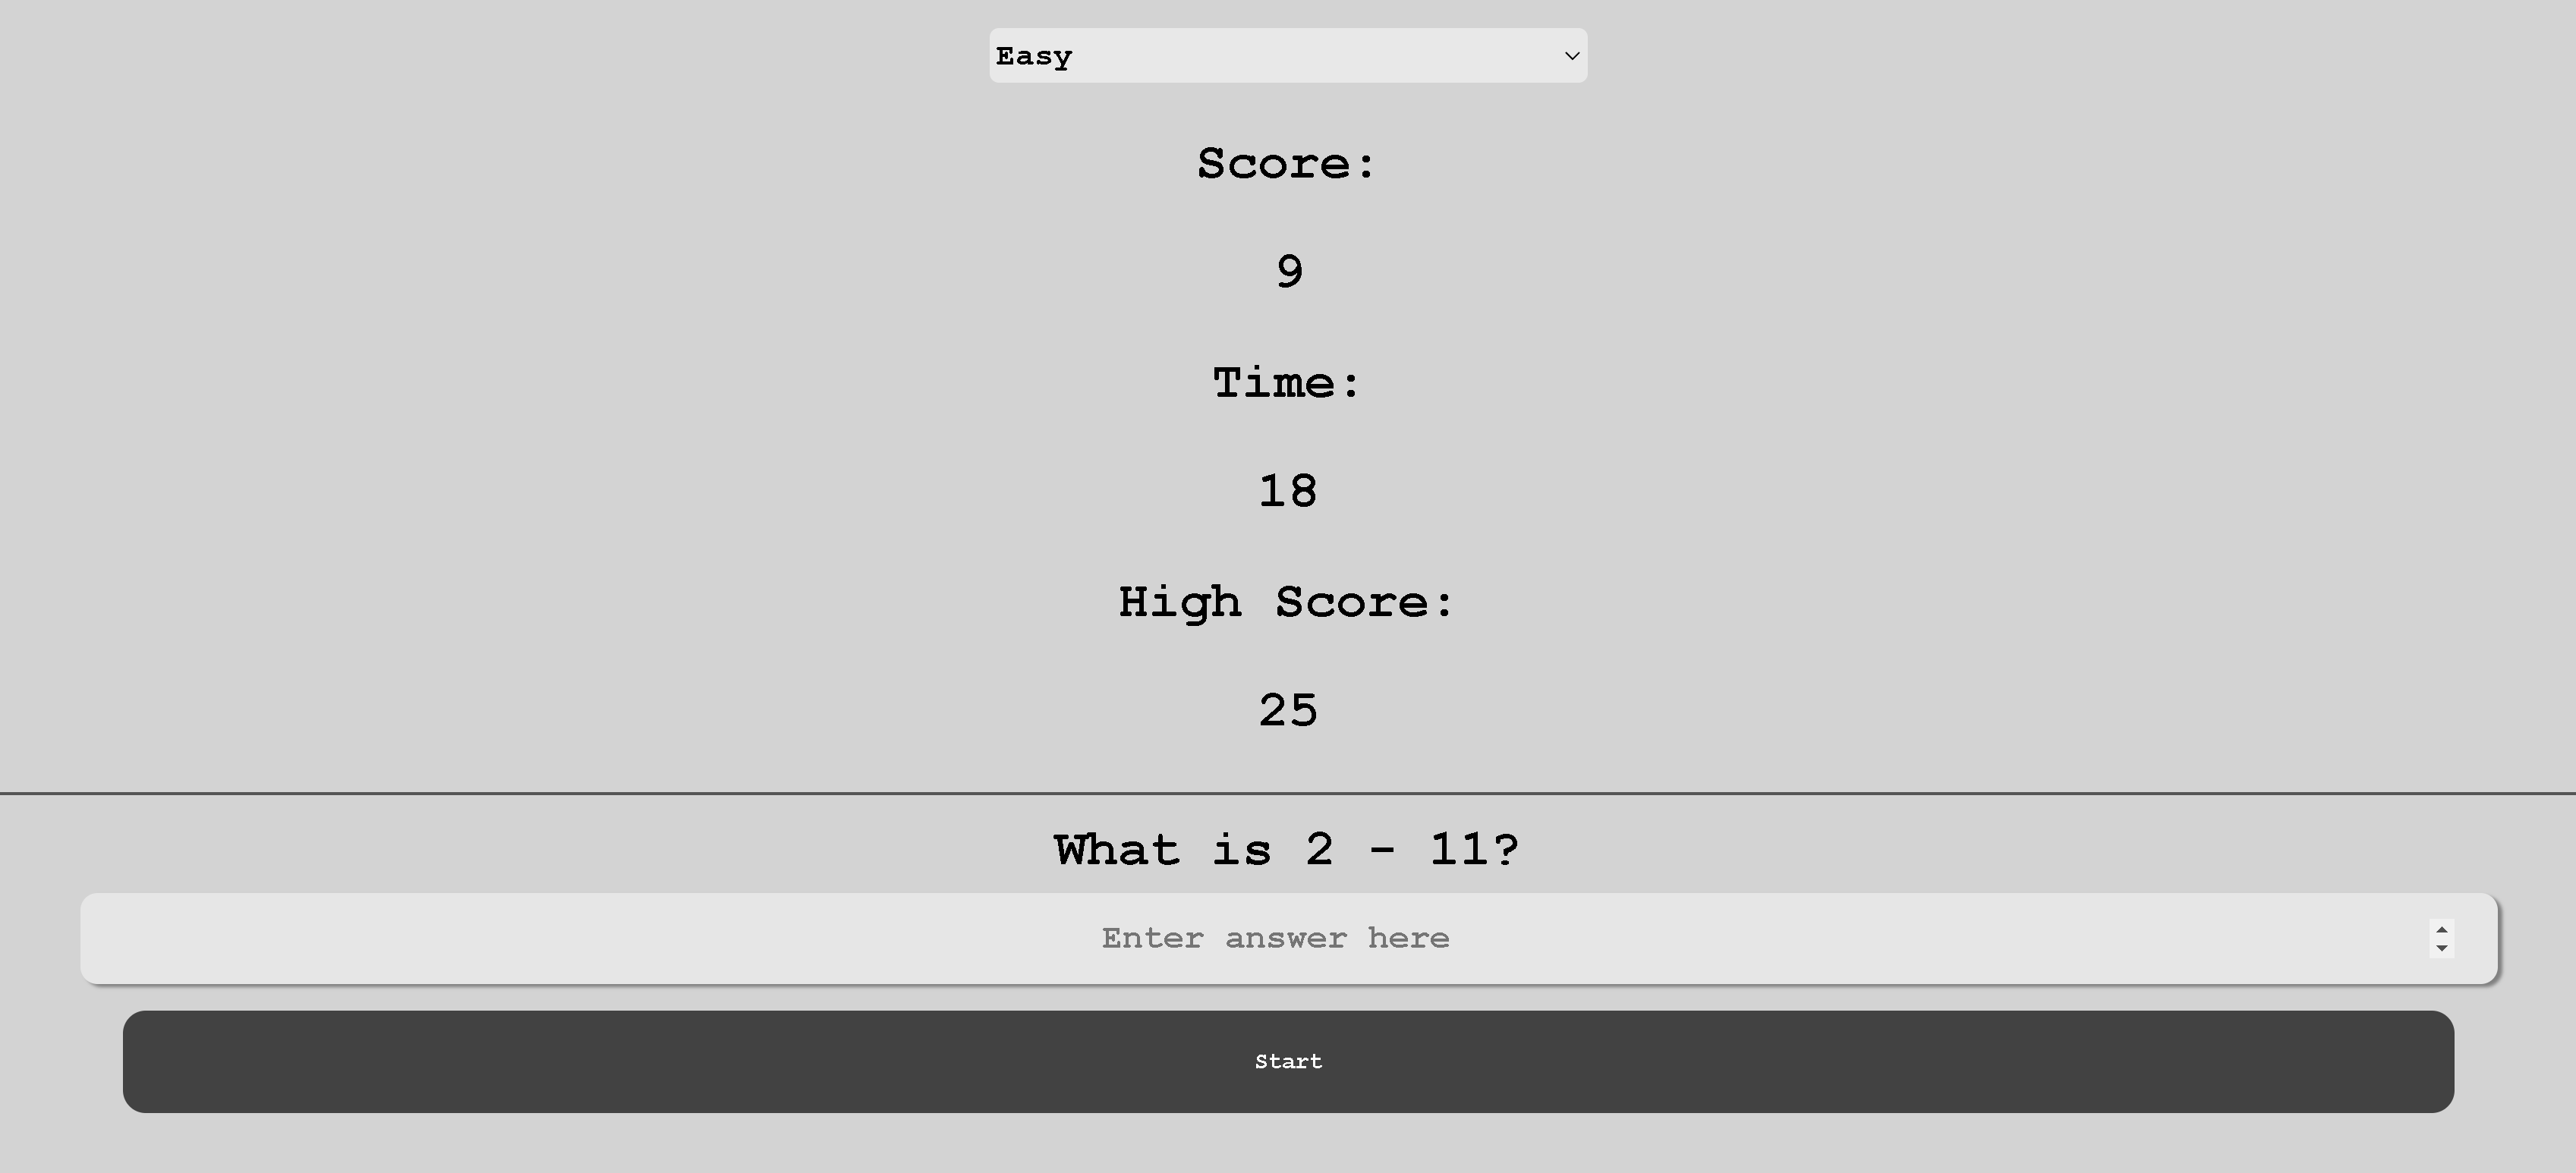 Easy
Score:
9
Time:
18
High Score:
25
What is 2 - 11?
Enter answer here
Start